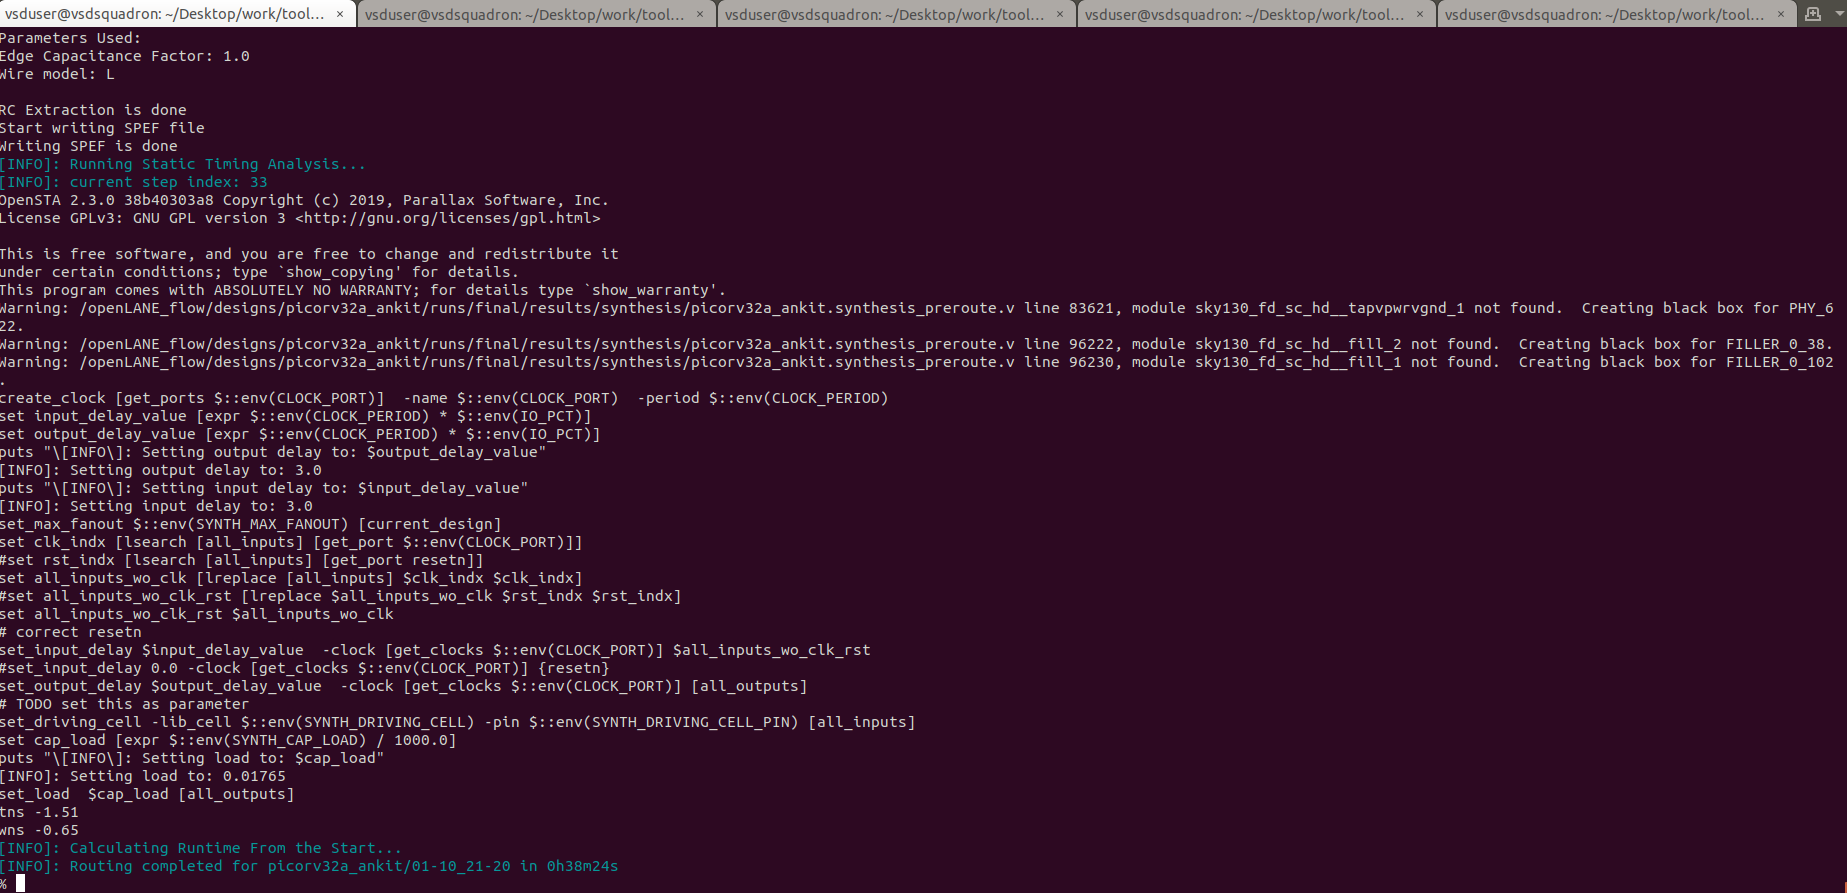 vsduser@vsdsquadron: ~/Desktop/work/tool... × vsduser@vsdsquadron: ~/Desktop/work/tool... × vsduser@vsdsquadron: ~/Desktop/work/tool... × vsduser@vsdsquadron: ~/Desktop/work/tool... × vsduser@vsdsquadron: ~/Desktop/work/tool... ×
Parameters Used:
Edge Capacitance Factor: 1.0
Wire model: L
RC Extraction is done
Start writing SPEF file
Writing SPEF is done
[INFO]: Running Static Timing Analysis...
[INFO]: current step index: 33
OpenSTA 2.3.0 38b40303a8 Copyright (c) 2019, Parallax Software, Inc.
License GPLv3: GNU GPL version 3 <http://gnu.org/licenses/gpl.html>
This is free software, and you are free to change and redistribute it
under certain conditions; type `show_copying' for details.
This program comes with ABSOLUTELY NO WARRANTY; for details type `show_warranty'.
Warning: /openLANE_flow/designs/picorv32a_ankit/runs/final/results/synthesis/picorv32a_ankit.synthesis_preroute.v line 83621, module sky130_fd_sc_hd__tapvpwrvgnd_1 not found.  Creating black box for PHY_6
22.
Warning: /openLANE_flow/designs/picorv32a_ankit/runs/final/results/synthesis/picorv32a_ankit.synthesis_preroute.v line 96222, module sky130_fd_sc_hd__fill_2 not found.  Creating black box for FILLER_0_38.
Warning: /openLANE_flow/designs/picorv32a_ankit/runs/final/results/synthesis/picorv32a_ankit.synthesis_preroute.v line 96230, module sky130_fd_sc_hd__fill_1 not found.  Creating black box for FILLER_0_102
.
create_clock [get_ports $::env(CLOCK_PORT)]  -name $::env(CLOCK_PORT)  -period $::env(CLOCK_PERIOD)
set input_delay_value [expr $::env(CLOCK_PERIOD) * $::env(IO_PCT)]
set output_delay_value [expr $::env(CLOCK_PERIOD) * $::env(IO_PCT)]
puts "\[INFO\]: Setting output delay to: $output_delay_value"
[INFO]: Setting output delay to: 3.0
puts "\[INFO\]: Setting input delay to: $input_delay_value"
[INFO]: Setting input delay to: 3.0
set_max_fanout $::env(SYNTH_MAX_FANOUT) [current_design]
set clk_indx [lsearch [all_inputs] [get_port $::env(CLOCK_PORT)]]
#set rst_indx [lsearch [all_inputs] [get_port resetn]]
set all_inputs_wo_clk [lreplace [all_inputs] $clk_indx $clk_indx]
#set all_inputs_wo_clk_rst [lreplace $all_inputs_wo_clk $rst_indx $rst_indx]
set all_inputs_wo_clk_rst $all_inputs_wo_clk
# correct resetn
set_input_delay $input_delay_value  -clock [get_clocks $::env(CLOCK_PORT)] $all_inputs_wo_clk_rst
#set_input_delay 0.0 -clock [get_clocks $::env(CLOCK_PORT)] {resetn}
set_output_delay $output_delay_value  -clock [get_clocks $::env(CLOCK_PORT)] [all_outputs]
# TODO set this as parameter
set_driving_cell -lib_cell $::env(SYNTH_DRIVING_CELL) -pin $::env(SYNTH_DRIVING_CELL_PIN) [all_inputs]
set cap_load [expr $::env(SYNTH_CAP_LOAD) / 1000.0]
puts "\[INFO\]: Setting load to: $cap_load"
[INFO]: Setting load to: 0.01765
set_load  $cap_load [all_outputs]
tns -1.51
wns -0.65
[INFO]: Calculating Runtime From the Start...
[INFO]: Routing completed for picorv32a_ankit/01-10_21-20 in 0h38m24s
%